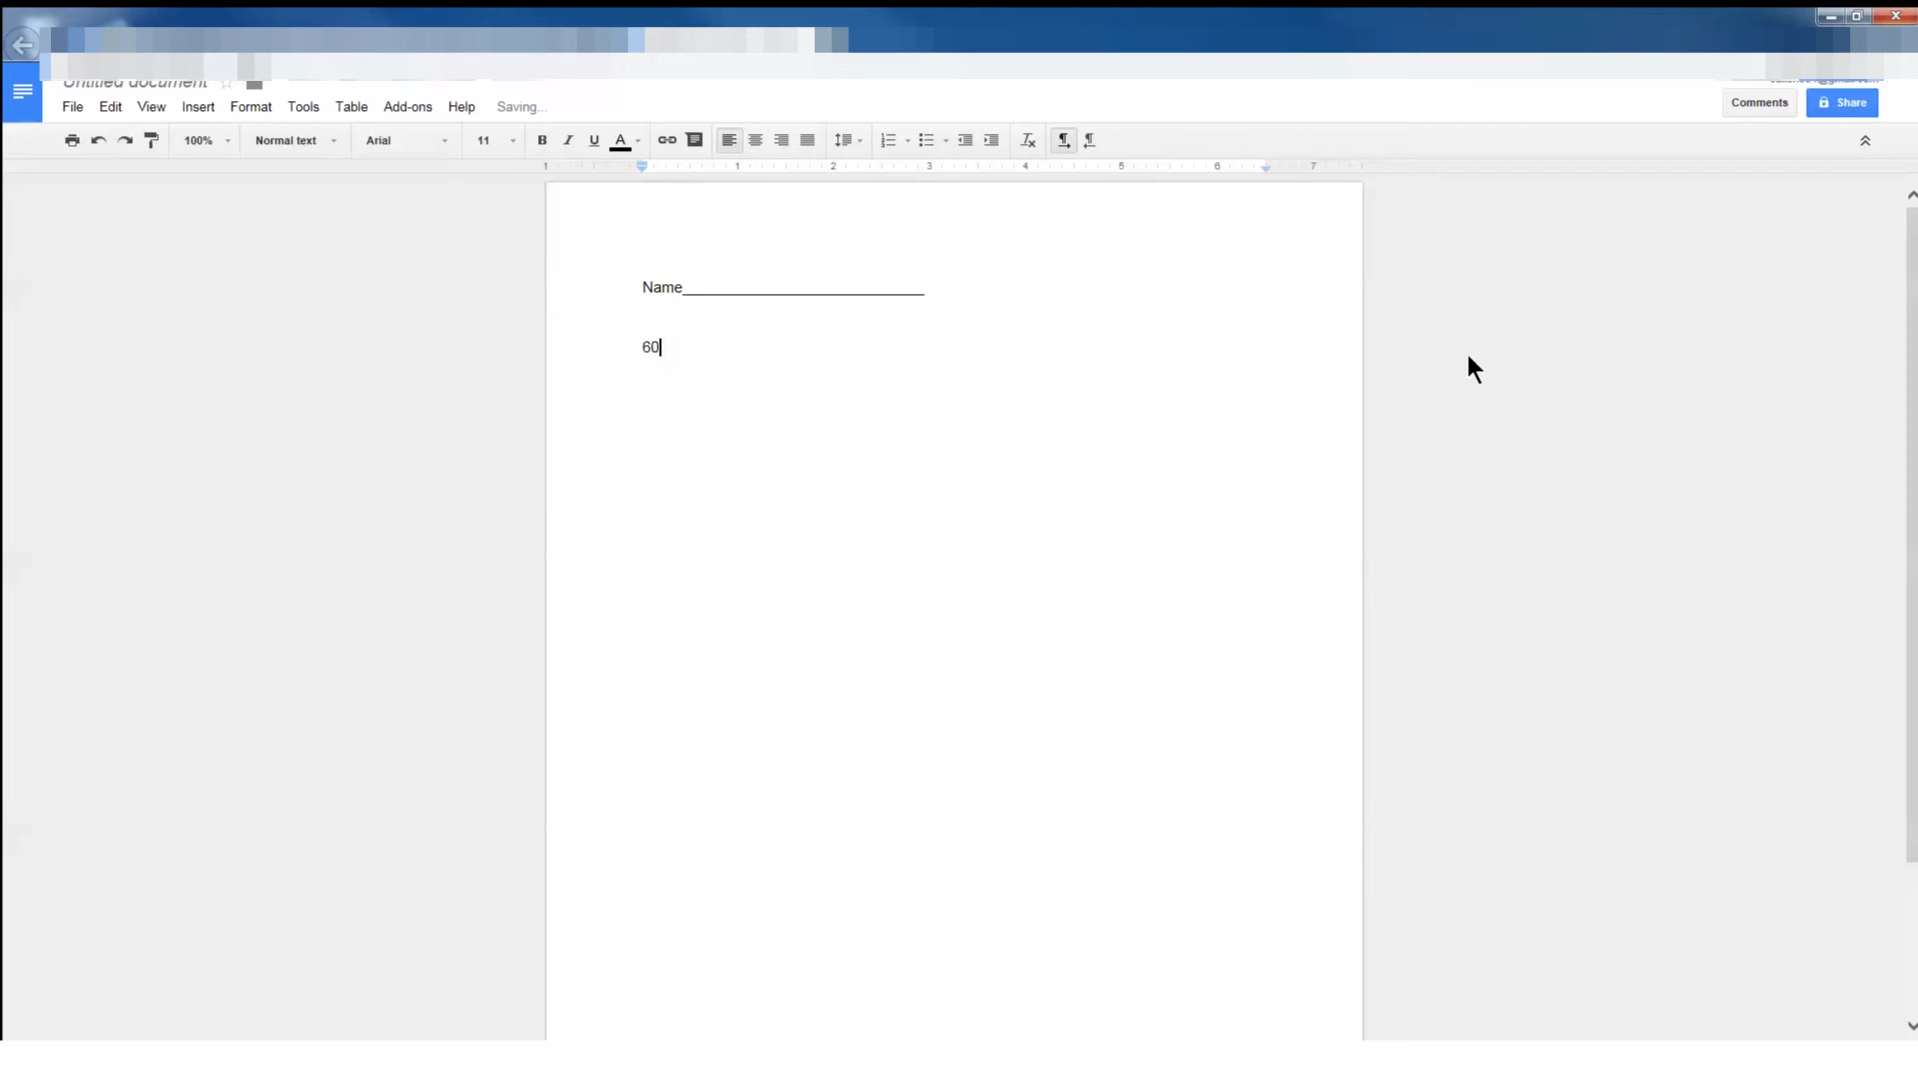 Untitled document
File Edit View Insert Format Tools Table Add-ons Help Saving...
Comments Share
100% Normal text Arial 11 B I U A
1 1 2 3 4 5 6 7
Name_____________________________
60